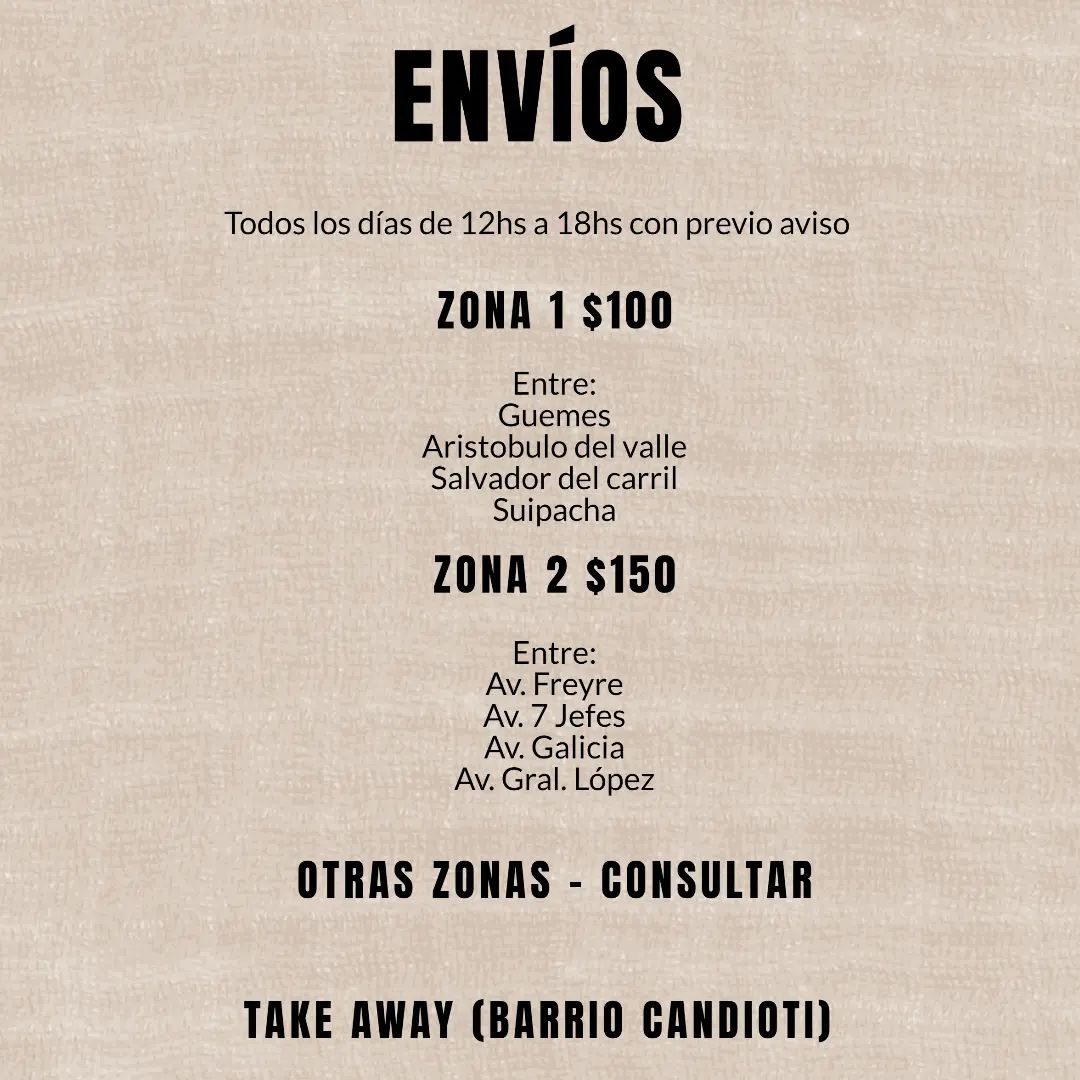 ENVÍOS
Todos los días de 12hs a 18hs con previo aviso
ZONA 1 $100
Entre:
Guemes
Aristobulo del valle
Salvador del carril
Suipacha
ZONA 2 $150
Entre:
Av. Freyre
Av. 7 Jefes
Av. Galicia
Av. Gral. López
OTRAS ZONAS - CONSULTAR
TAKE AWAY (BARRIO CANDIOTI)